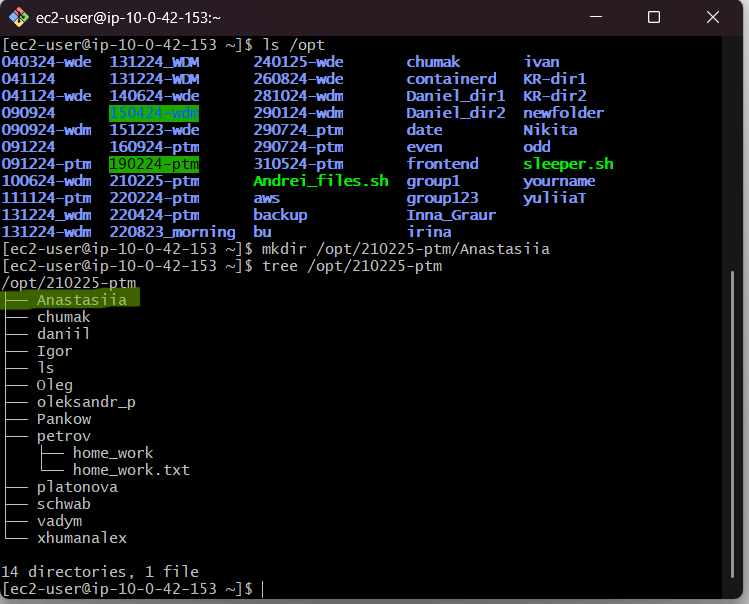 ec2-user@ip-10-0-42-153:~
[ec2-user@ip-10-0-42-153 ~]$ ls /opt
040324-wde  131224_WDM      240125-wde       chumak       ivan
041124      131224-WDM      260824-wde       containerd   KR-dir1
041124-wde  140624-wdm      281024-wdm       Daniel_dir1  KR-dir2
090924      150424-wdm      290124-wdm       Daniel_dir2  newfolder
090924-wdm  151223-wde      290724_ptm       date         Nikita
091224      160924-ptm      290724-ptm       even         odd
091224-ptm  190224-ptm      310524-ptm       frontend     sleeper.sh
100624-wdm  210225-ptm      Andrei_files.sh  group1       yourname
111124-ptm  220224-ptm      aws              group123     yuliiaT
131224_wdm  220424-ptm      backup           Inna_Graur
131224-wdm  220823_morning  bu               irina
[ec2-user@ip-10-0-42-153 ~]$ mkdir /opt/210225-ptm/Anastasiia
[ec2-user@ip-10-0-42-153 ~]$ tree /opt/210225-ptm
/opt/210225-ptm
├── Anastasiia
├── chumak
├── daniil
├── Igor
├── ls
├── Oleg
├── oleksandr_p
├── Pankow
├── petrov
│   ├── home_work
│   └── home_work.txt
├── platonova
├── schwab
├── vadym
└── xhumanalex
14 directories, 1 file
[ec2-user@ip-10-0-42-153 ~]$